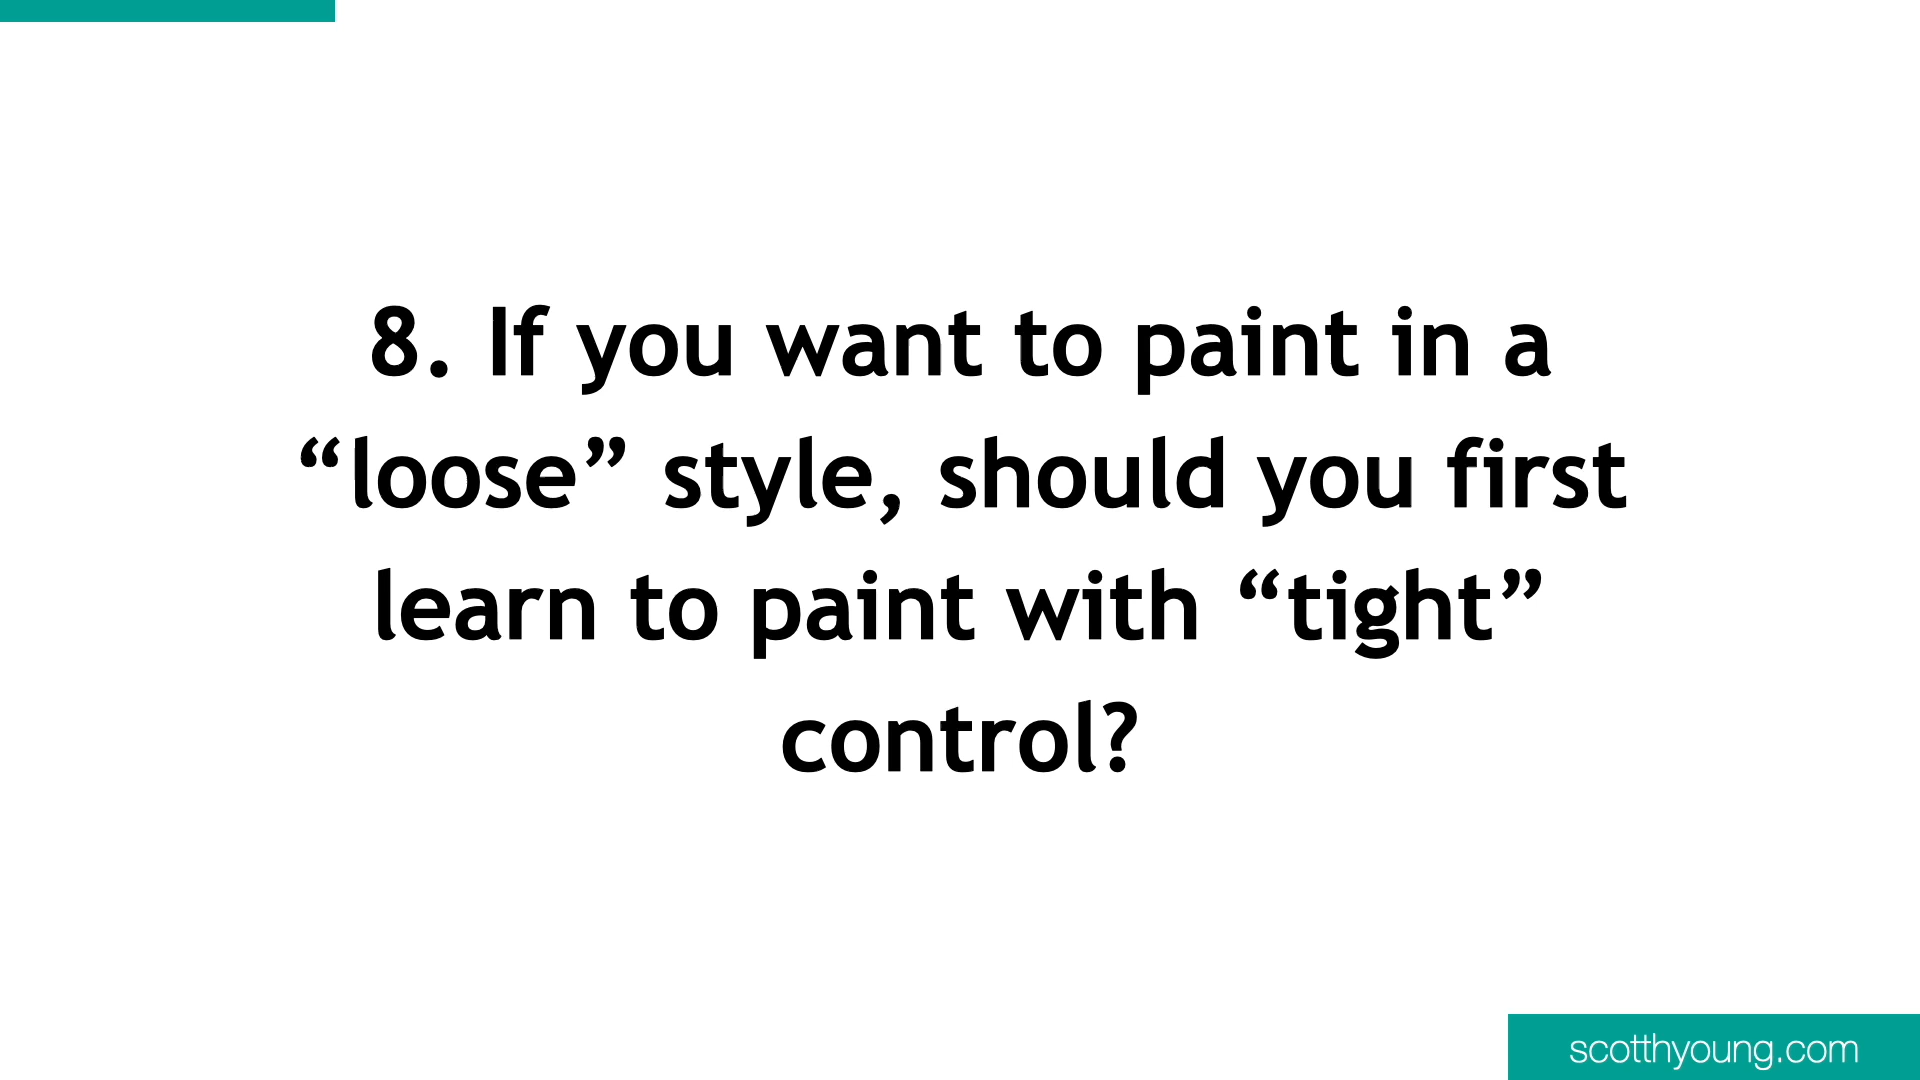 8. If you want to paint in a
“loose” style, should you first
learn to paint with “tight”
control?
scotthyoung.com